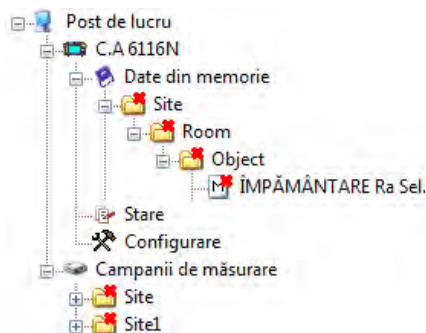 Post de lucru
C.A 6116N
Date din memorie
Site
Room
Object
ÎMPĂMÂNTARE Ra Sel.
Stare
Configurare
Campanii de măsurare
Site
Site1